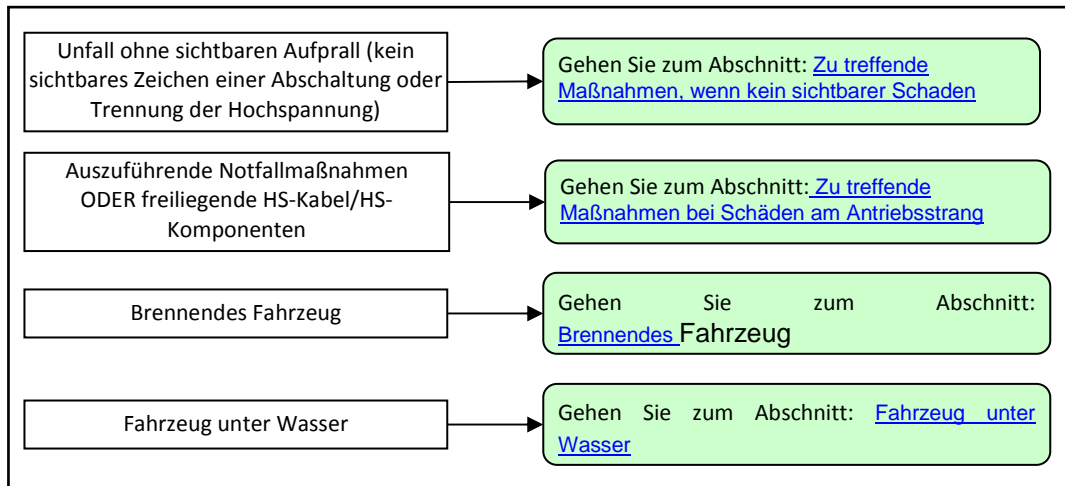 Unfall ohne sichtbaren Aufprall (kein
sichtbares Zeichen einer Abschaltung oder
Trennung der Hochspannung)
Gehen Sie zum Abschnitt: Zu treffende
Maßnahmen, wenn kein sichtbarer Schaden
Auszuführende Notfallmaßnahmen
ODER freiliegende HS-Kabel/HS-
Komponenten
Gehen Sie zum Abschnitt: Zu treffende
Maßnahmen bei Schäden am Antriebsstrang
Brennendes Fahrzeug
Gehen Sie zum Abschnitt:
Brennendes Fahrzeug
Fahrzeug unter Wasser
Gehen Sie zum Abschnitt: Fahrzeug unter
Wasser